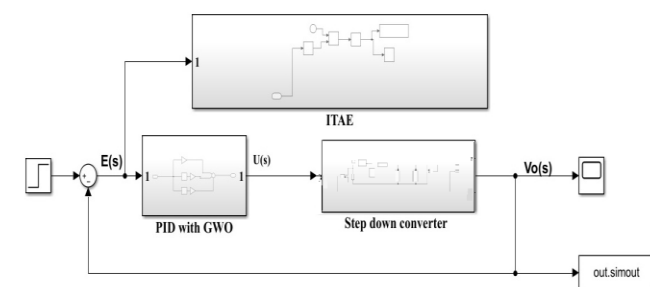 1
ITAE
E(s)
1
1
U(s)
Vo(s)
PID with GWO
Step down converter
out.simout